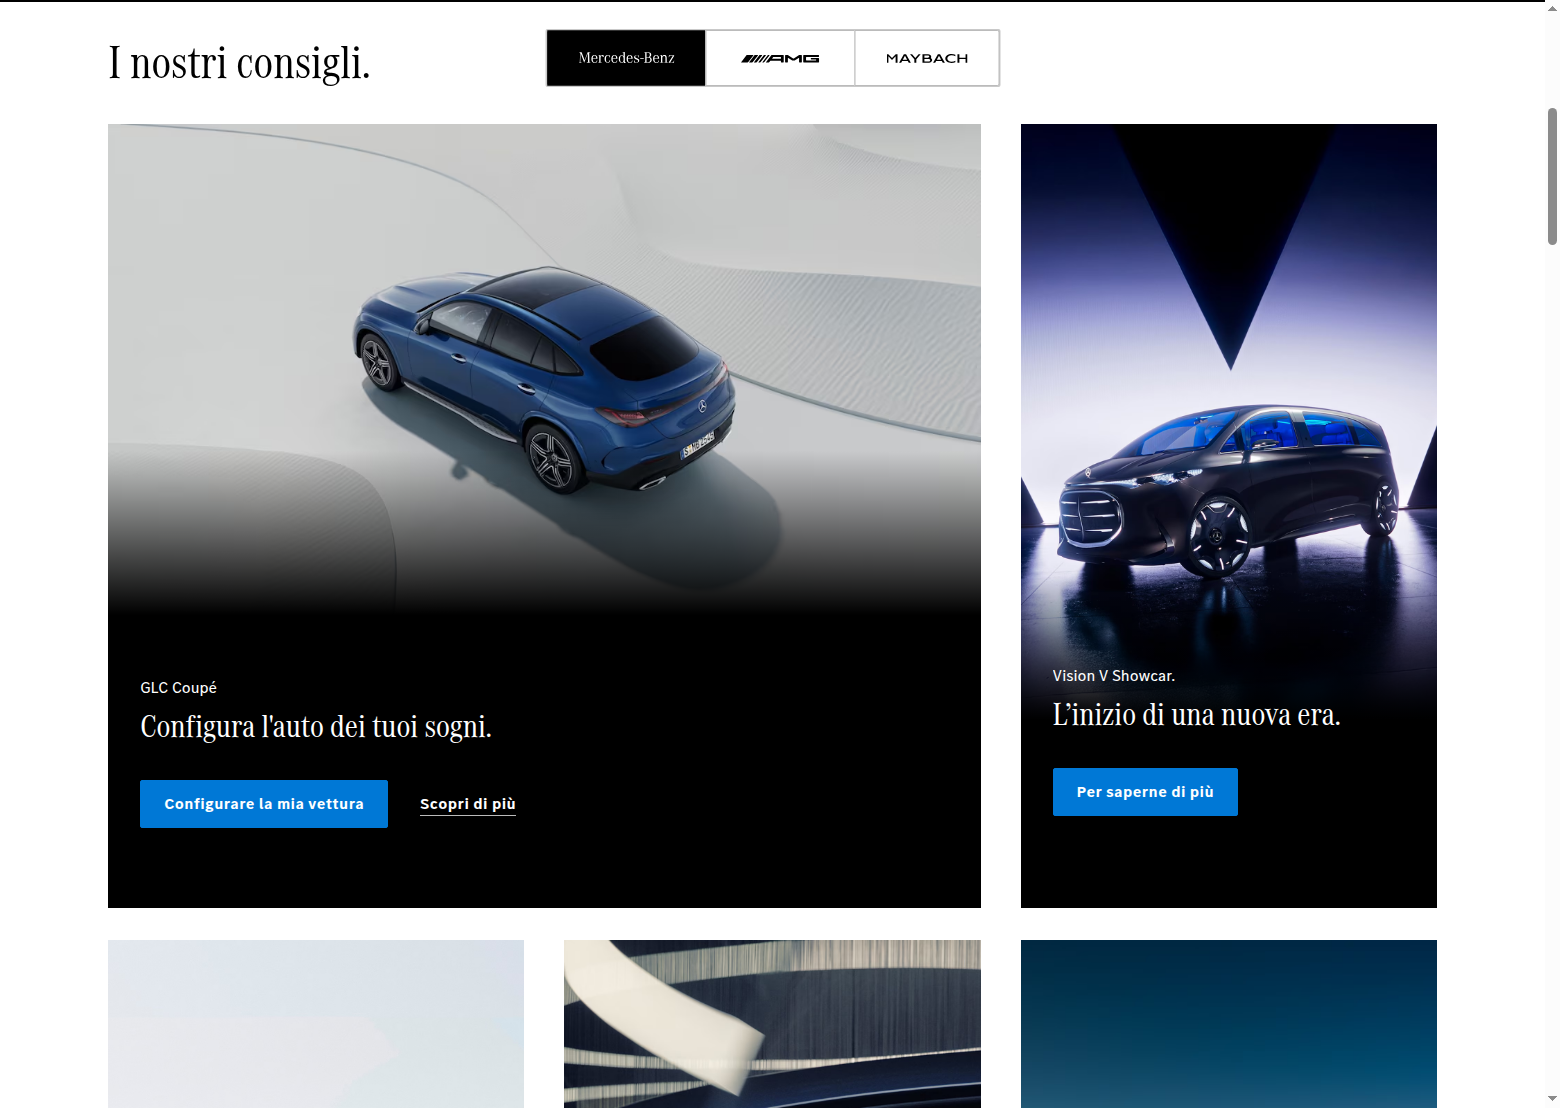 I nostri consigli.
Mercedes-Benz
AMG
MAYBACH
GLC Coupé
Configura l'auto dei tuoi sogni.
Configurare la mia vettura
Scopri di più
Vision V Showcar.
L’inizio di una nuova era.
Per saperne di più